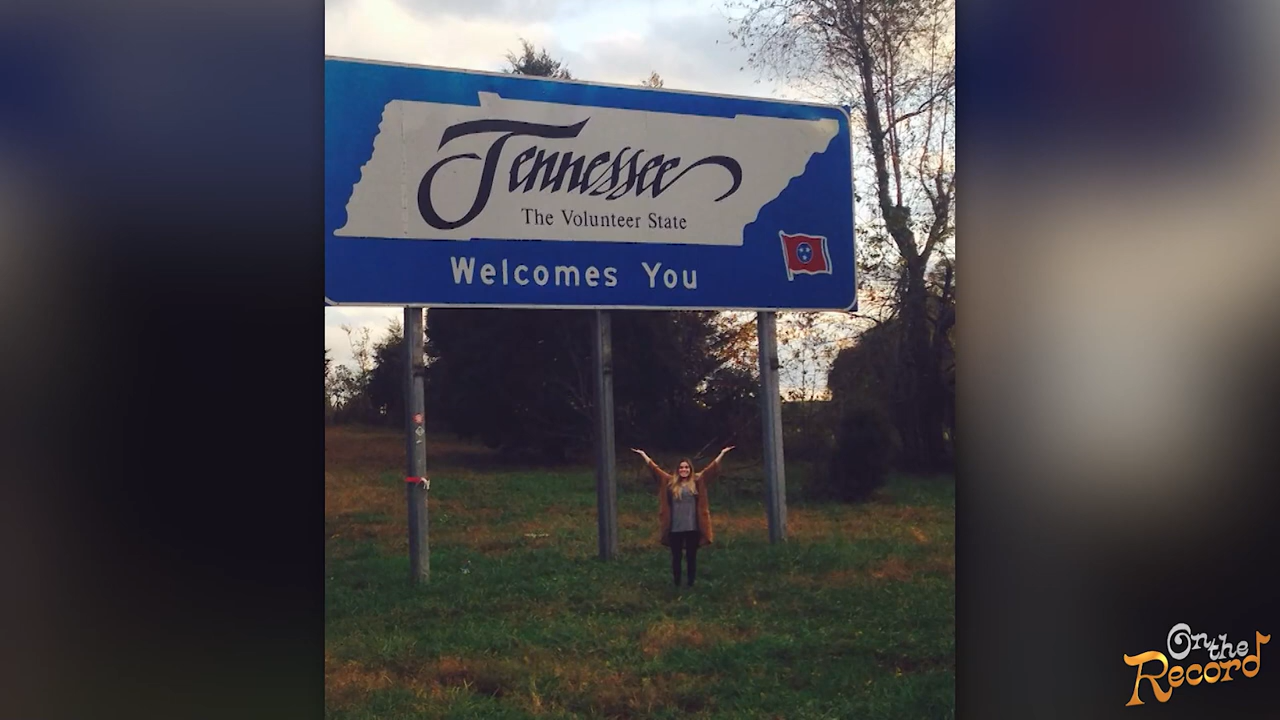 Tennessee
The Volunteer State
Welcomes You
On the
Record